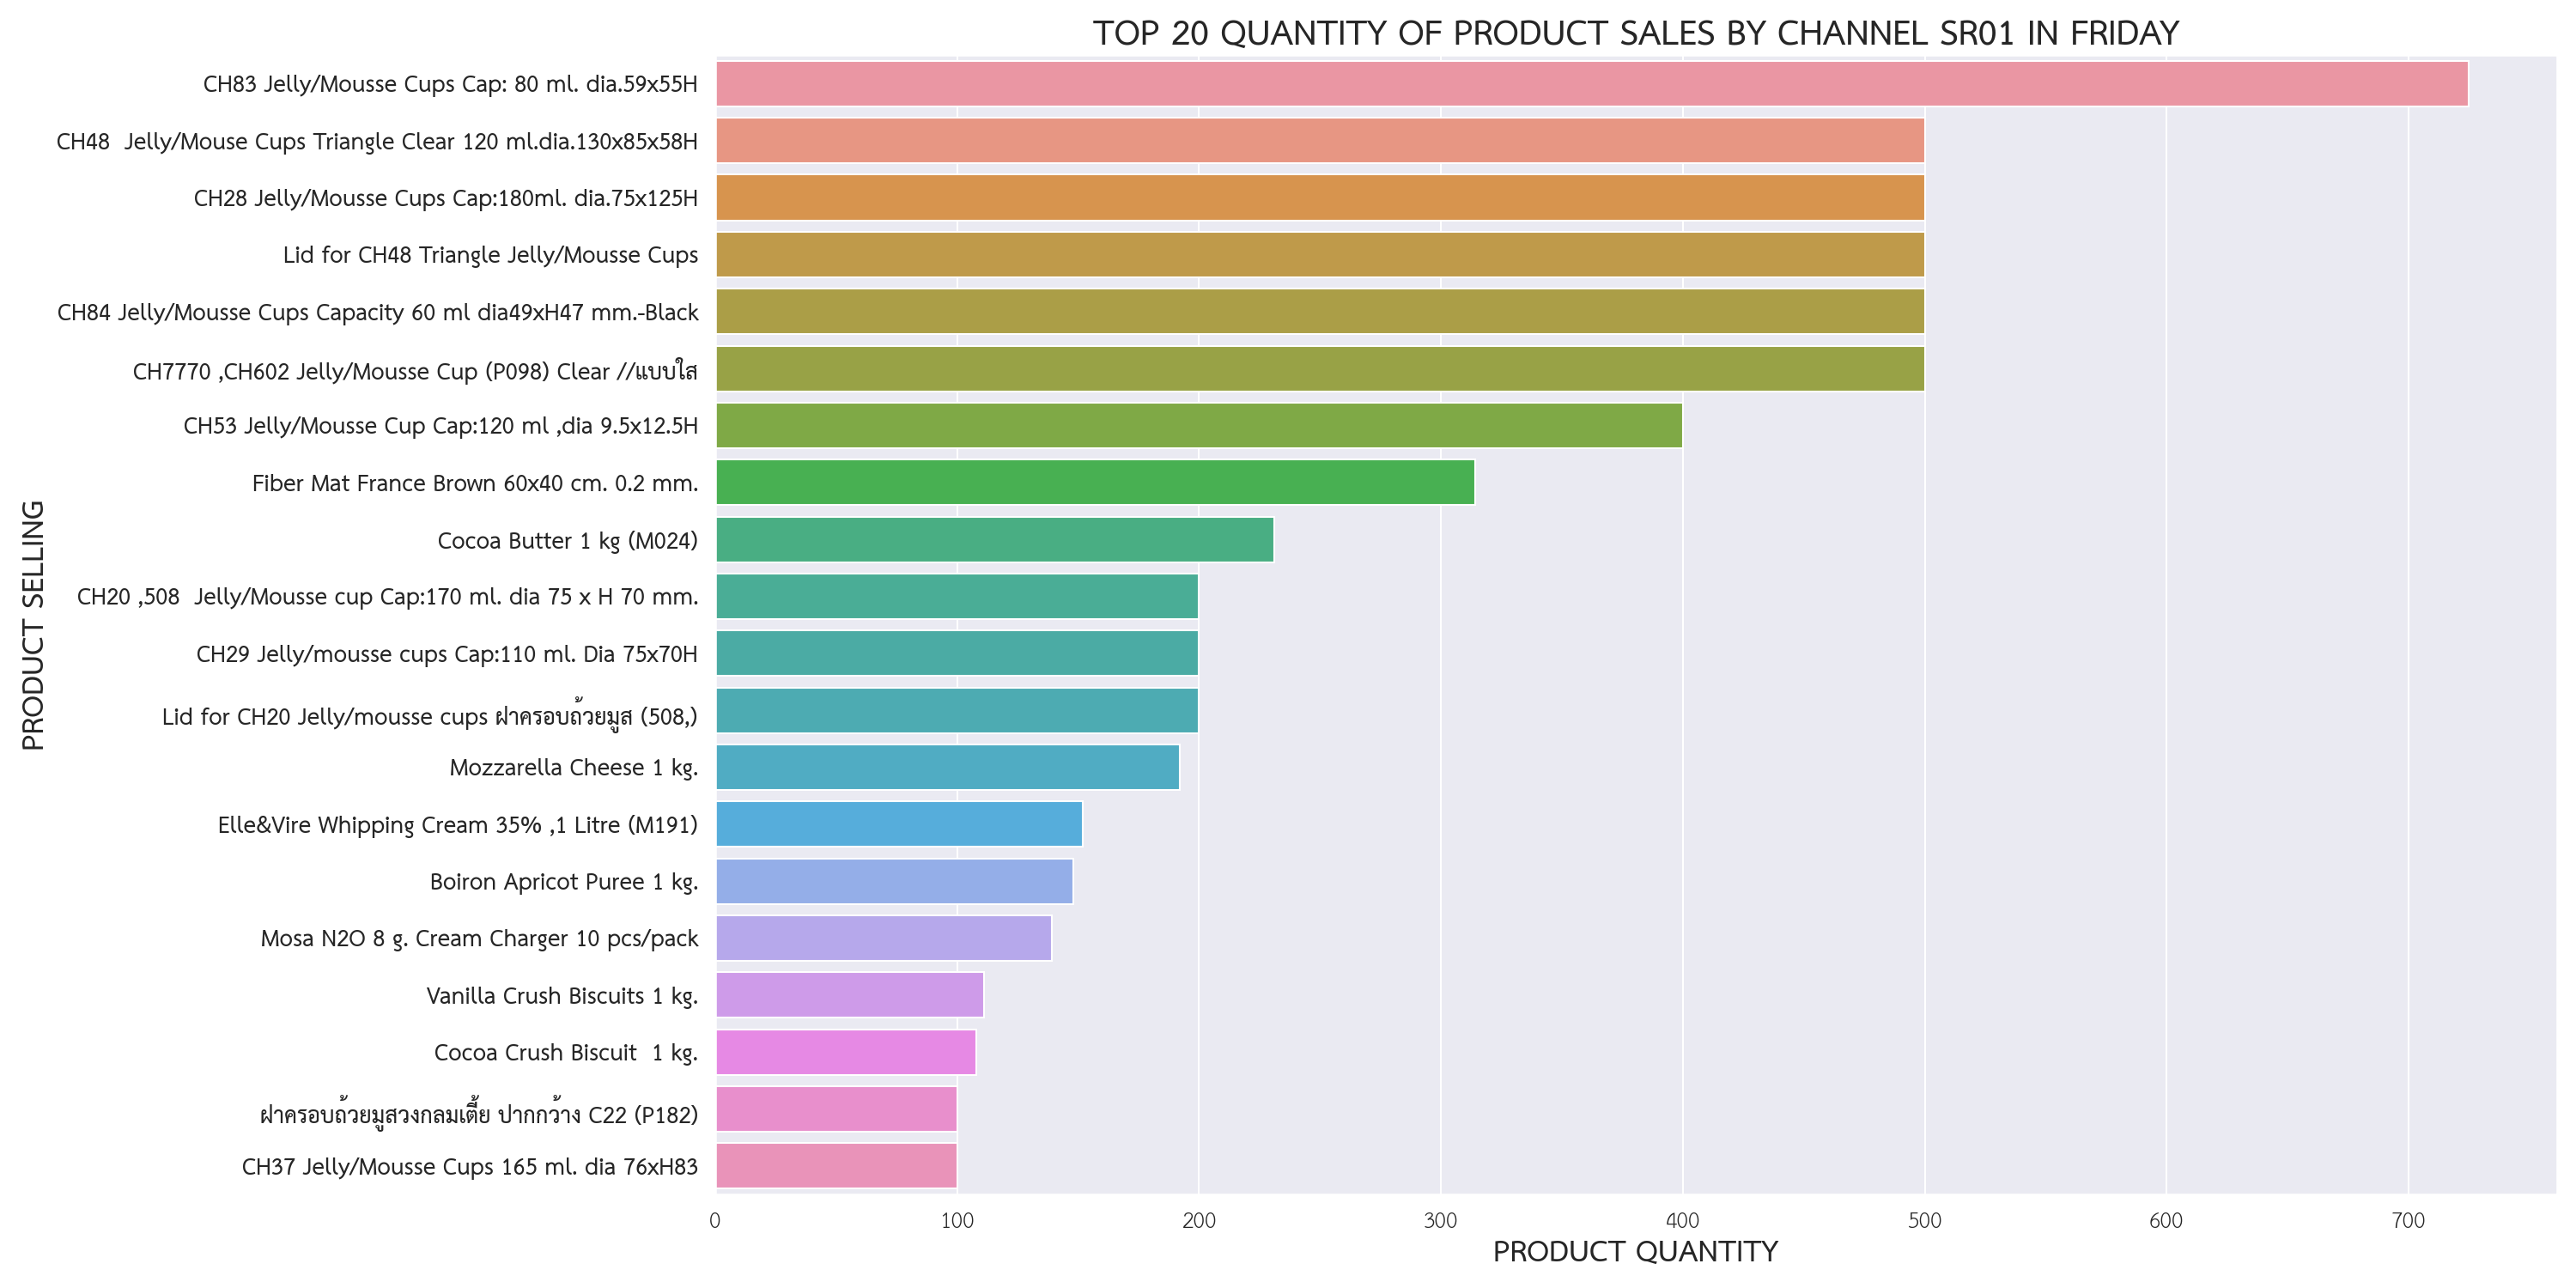 TOP 20 QUANTITY OF PRODUCT SALES BY CHANNEL SR01 IN FRIDAY
PRODUCT SELLING
CH83 Jelly/Mousse Cups Cap: 80 ml. dia.59x55H
CH48  Jelly/Mouse Cups Triangle Clear 120 ml.dia.130x85x58H
CH28 Jelly/Mousse Cups Cap:180ml. dia.75x125H
Lid for CH48 Triangle Jelly/Mousse Cups
CH84 Jelly/Mousse Cups Capacity 60 ml dia49xH47 mm.-Black
CH7770 ,CH602 Jelly/Mousse Cup (P098) Clear //แบบใส
CH53 Jelly/Mousse Cup Cap:120 ml ,dia 9.5x12.5H
Fiber Mat France Brown 60x40 cm. 0.2 mm.
Cocoa Butter 1 kg (M024)
CH20 ,508  Jelly/Mousse cup Cap:170 ml. dia 75 x H 70 mm.
CH29 Jelly/mousse cups Cap:110 ml. Dia 75x70H
Lid for CH20 Jelly/mousse cups ฝาครอบถ้วยมูส (508,)
Mozzarella Cheese 1 kg.
Elle&Vire Whipping Cream 35% ,1 Litre (M191)
Boiron Apricot Puree 1 kg.
Mosa N2O 8 g. Cream Charger 10 pcs/pack
Vanilla Crush Biscuits 1 kg.
Cocoa Crush Biscuit  1 kg.
ฝาครอบถ้วยมูสวงกลมเตี้ย ปากกว้าง C22 (P182)
CH37 Jelly/Mousse Cups 165 ml. dia 76xH83
0 100 200 300 400 500 600 700
PRODUCT QUANTITY